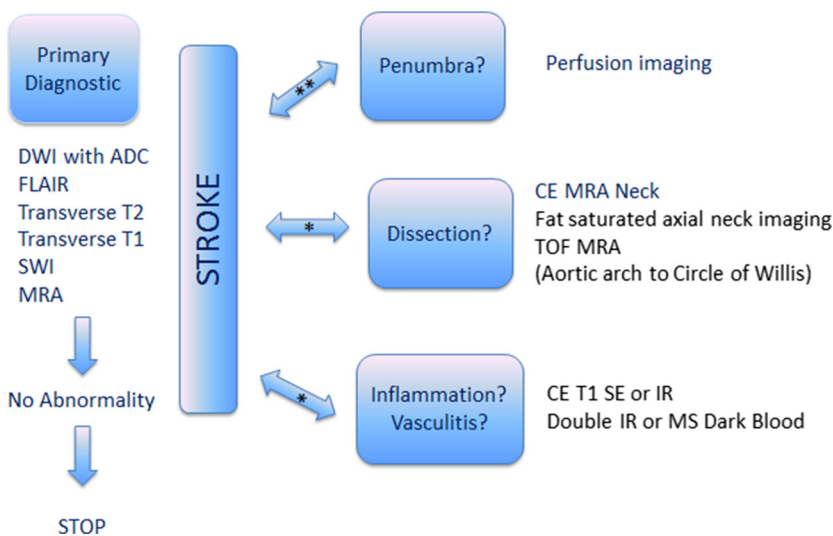 Primary
Diagnostic
DWI with ADC
FLAIR
Transverse T2
Transverse T1
SWI
MRA
No Abnormality
STOP
STROKE
**
Penumbra?
Perfusion imaging
*
Dissection?
CE MRA Neck
Fat saturated axial neck imaging
TOF MRA
(Aortic arch to Circle of Willis)
*
Inflammation?
Vasculitis?
CE T1 SE or IR
Double IR or MS Dark Blood